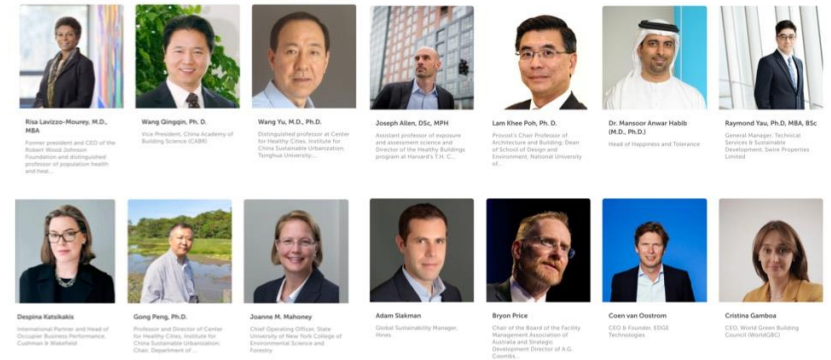 Risa Lavizzo-Mourey, M.D.,
MBA
Former president and CEO of the
Robert Wood Johnson
Foundation and distinguished
professor of population health
and heal...
Wang Qingqin, Ph. D.
Vice President, China Academy of
Building Science (CABR)
Wang Yu, M.D., Ph.D.
Distinguished professor at Center
for Healthy Cities, Institute for
China Sustainable Urbanization,
Tsinghua University...
Joseph Allen, DSc, MPH
Assistant professor of exposure
and assessment science and
Director of the Healthy Buildings
program at Harvard's T.H. C...
Lam Khee Poh, Ph. D.
Provost's Chair Professor of
Architecture and Building; Dean
of School of Design and
Environment, National University
of...
Dr. Mansoor Anwar Habib
(M.D., Ph.D.)
Head of Happiness and Tolerance
Raymond Yau, Ph.D, MBA, BSc
General Manager, Technical
Services & Sustainable
Development, Swire Properties
Limited
Despina Katsikakis
International Partner and Head of
Occupier Business Performance,
Cushman & Wakefield
Gong Peng, Ph.D.
Professor and Director of Center
for Healthy Cities, Institute for
China Sustainable Urbanization;
Chair, Department of ...
Joanne M. Mahoney
Chief Operating Officer, State
University of New York College of
Environmental Science and
Forestry
Adam Slakman
Global Sustainability Manager,
Hines
Bryon Price
Chair of the Board of the Facility
Management Association of
Australia and Strategic
Development Director of A.G.
Coombs...
Coen van Oostrom
CEO & Founder, EDGE
Technologies
Cristina Gamboa
CEO, World Green Building
Council (WorldGBC)